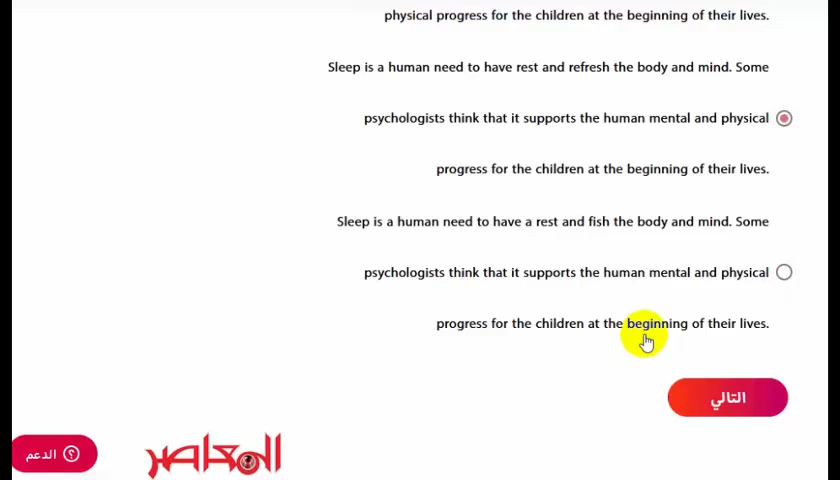 physical progress for the children at the beginning of their lives.
Sleep is a human need to have rest and refresh the body and mind. Some
psychologists think that it supports the human mental and physical
progress for the children at the beginning of their lives.
Sleep is a human need to have a rest and fish the body and mind. Some
psychologists think that it supports the human mental and physical
progress for the children at the beginning of their lives.
التالي
الدعم
المعاصر